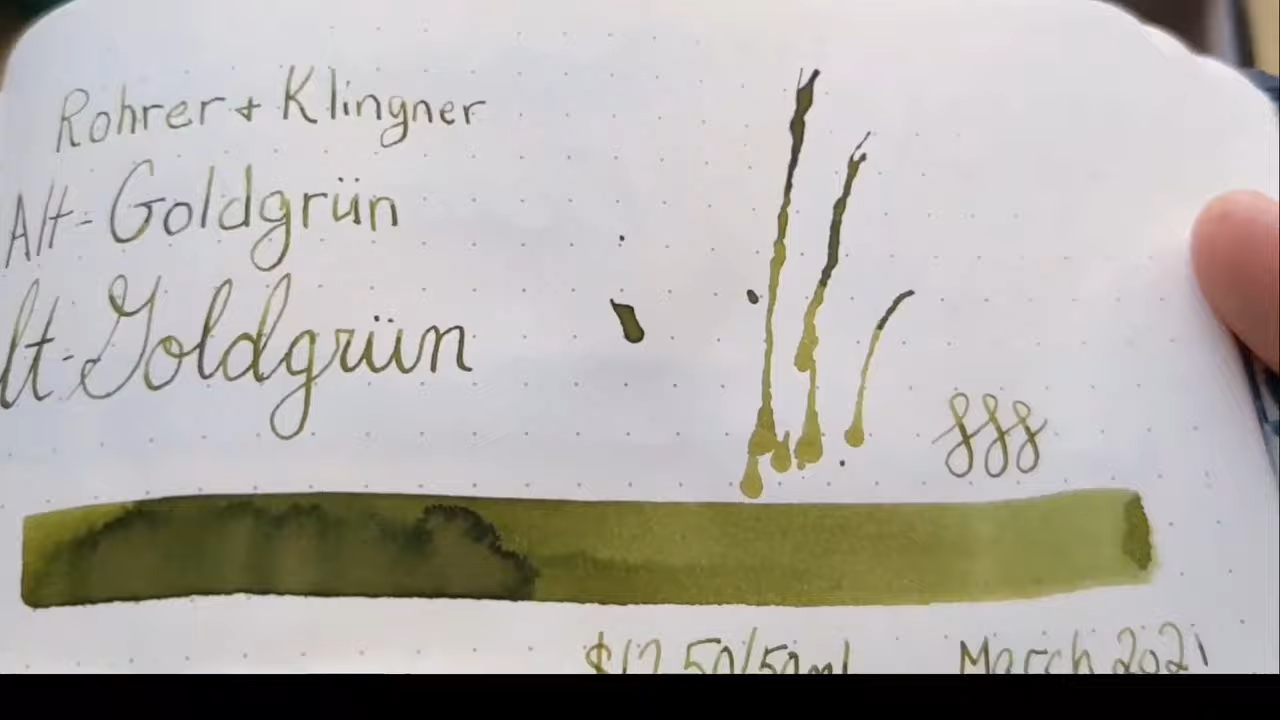 Rohrer + Klingner
Alt-Goldgrün
lt-Goldgrün
$12.50/50ml March 2021